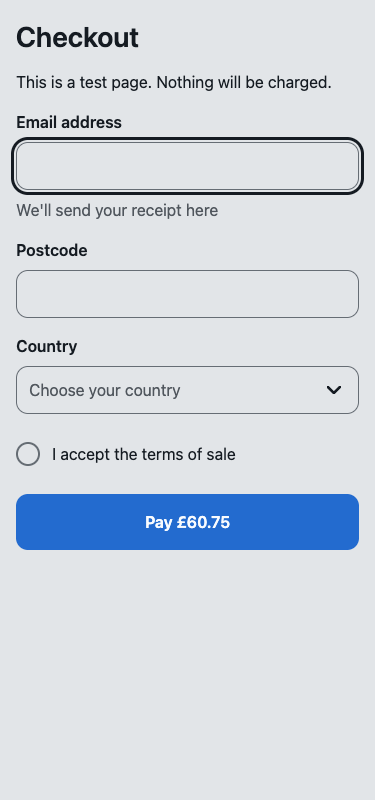 Checkout
This is a test page. Nothing will be charged.
Email address
We'll send your receipt here
Postcode
Country
Choose your country
I accept the terms of sale
Pay £60.75